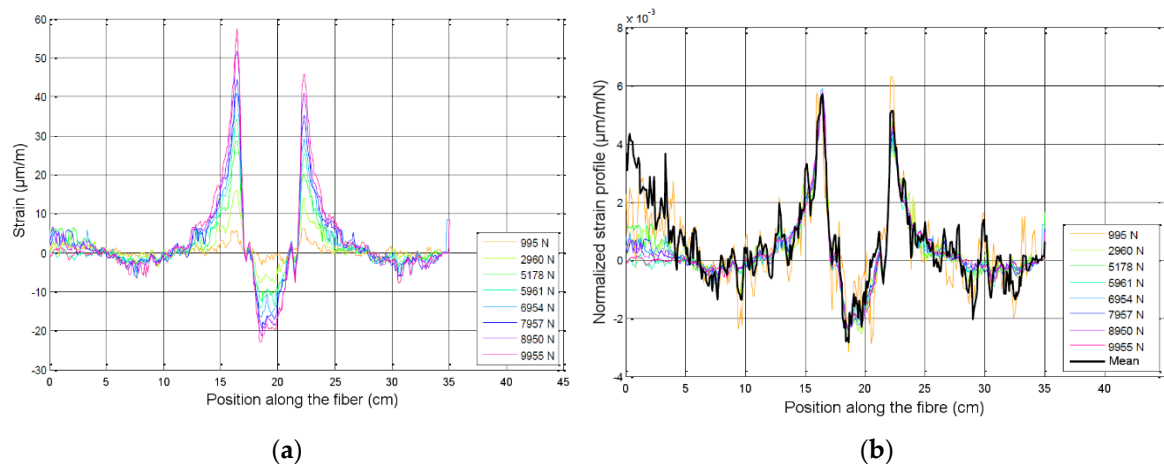 60
50
40
30
20
10
0
-10
-20
-30
Strain (µm/m)
0 5 10 15 20 25 30 35 40 45
Position along the fiber (cm)
995 N
2960 N
5178 N
5961 N
6954 N
7957 N
8950 N
9955 N
(a)
x 10⁻³
8
6
4
2
0
-2
-4
Normalized strain profile (µm/m/N)
0 5 10 15 20 25 30 35 40
Position along the fibre (cm)
995 N
2960 N
5178 N
5961 N
6954 N
7957 N
8950 N
9955 N
Mean
(b)